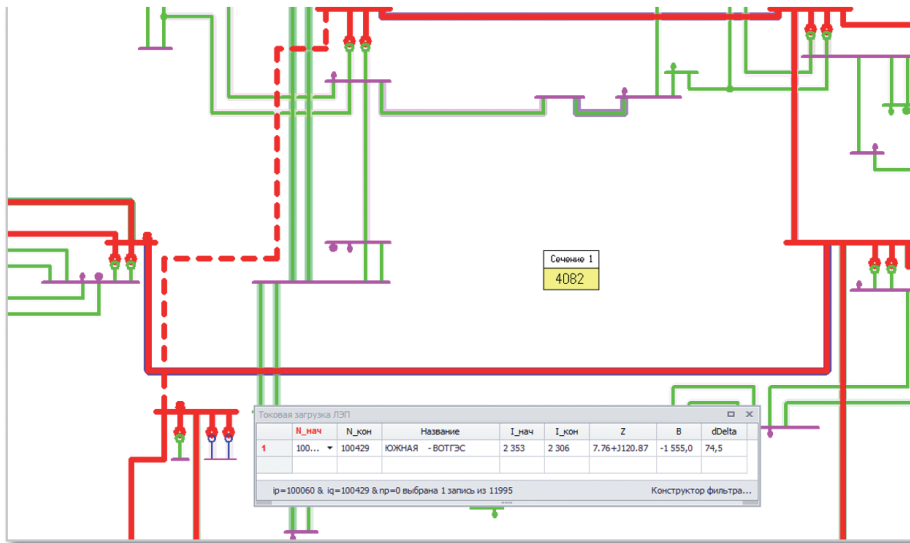 Сечение 1
4082
Токовая загрузка ЛЭП
N_нач N_кон Название I_нач I_кон Z B dDelta
1 100... 100429 ЮЖНАЯ - ВОТГЭС 2 353 2 306 7.76+J120.87 -1 555,0 74,5
ip=100060 & iq=100429 & np=0 выбрана 1 запись из 11995 Конструктор фильтра...